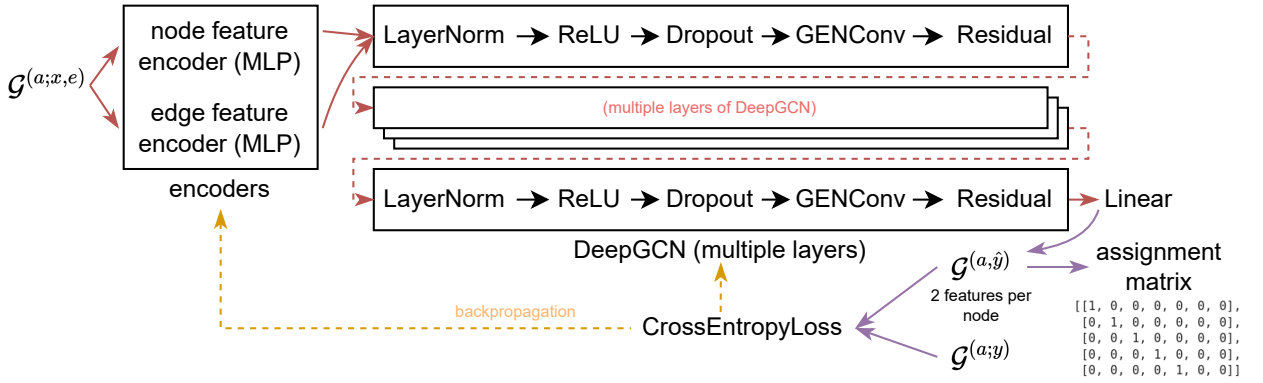 𝒢^(a;x,e)
node feature
encoder (MLP)
edge feature
encoder (MLP)
encoders
LayerNorm → ReLU → Dropout → GENConv → Residual
(multiple layers of DeepGCN)
LayerNorm → ReLU → Dropout → GENConv → Residual
Linear
DeepGCN (multiple layers)
𝒢^(a,ŷ)
2 features per
node
assignment
matrix
[[1, 0, 0, 0, 0, 0, 0],
[0, 1, 0, 0, 0, 0, 0],
[0, 0, 1, 0, 0, 0, 0],
[0, 0, 0, 1, 0, 0, 0],
[0, 0, 0, 0, 1, 0, 0]]
backpropagation
CrossEntropyLoss
𝒢^(a;y)